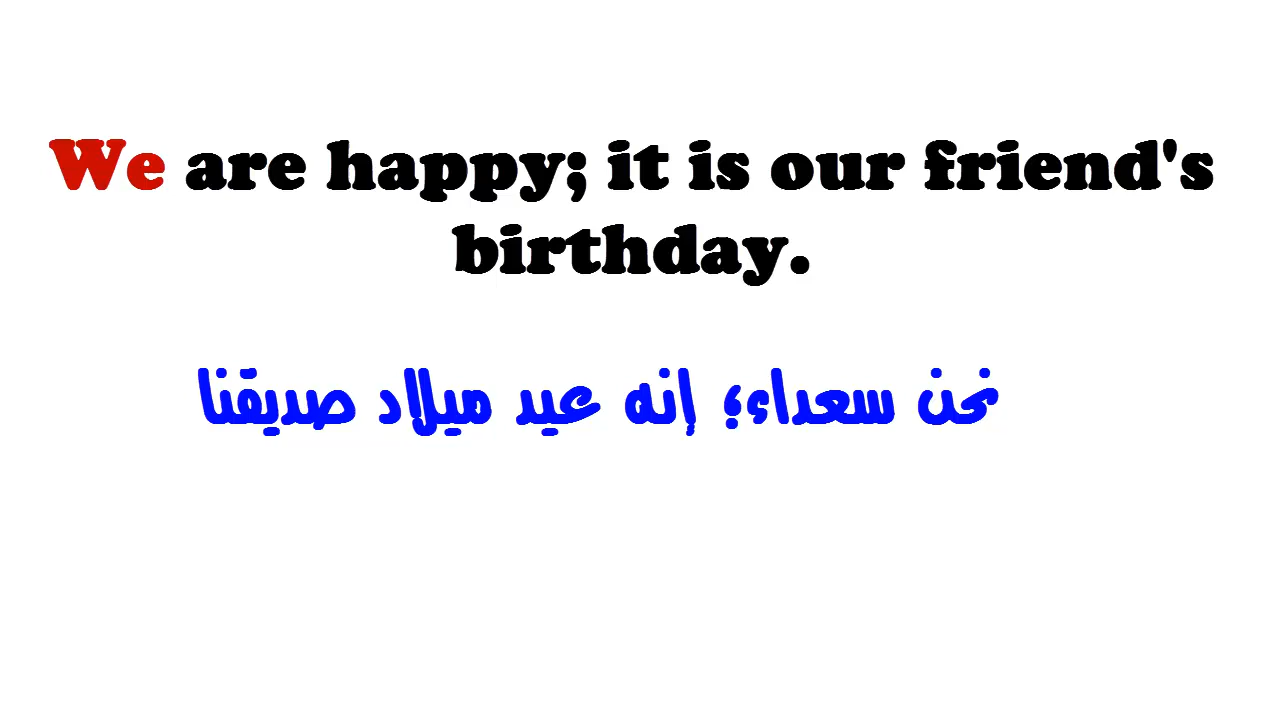 We are happy; it is our friend's
birthday.
نحن سعداء؛ إنه عيد ميلاد صديقنا